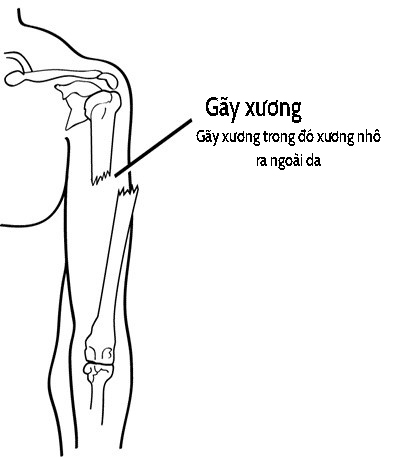 Gãy xương
Gãy xương trong đó xương nhô
ra ngoài da